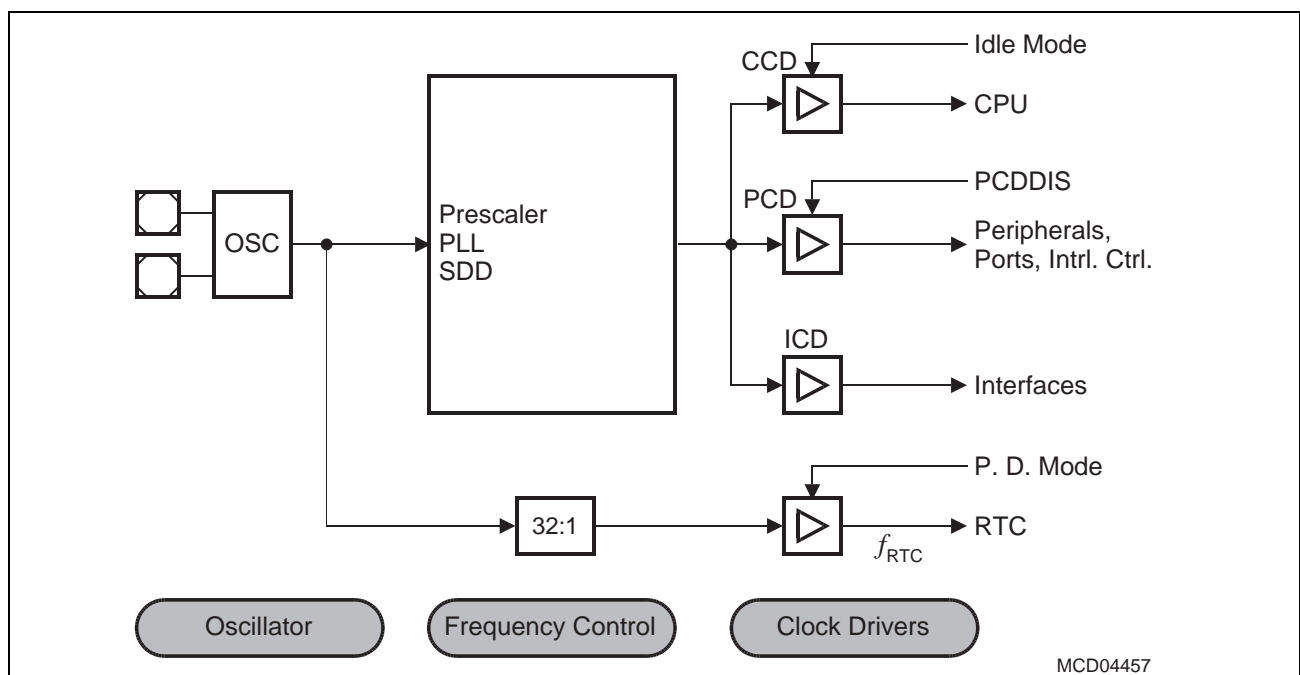 Idle Mode
CCD
CPU
PCDDIS
PCD
Peripherals,
Ports, Intrl. Ctrl.
OSC
Prescaler
PLL
SDD
ICD
Interfaces
P. D. Mode
32:1
RTC
fRTC
Oscillator
Frequency Control
Clock Drivers
MCD04457